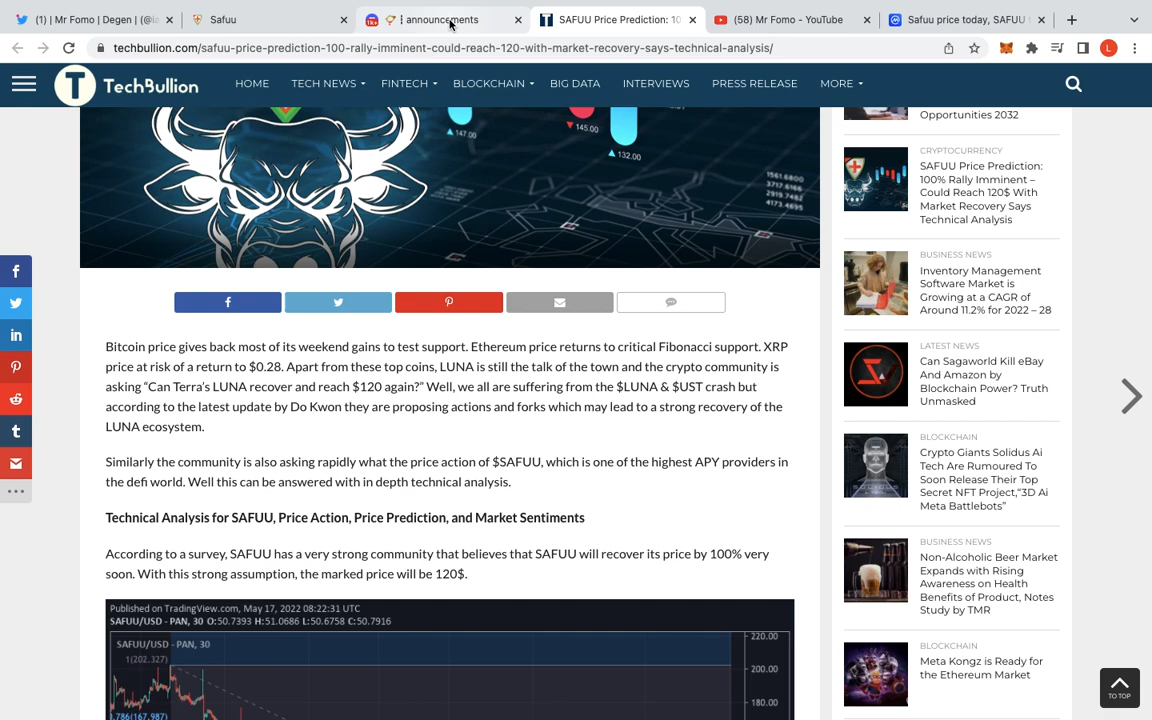 (1) Mr Fomo | Degen | (@ia
Safuu
announcements
SAFUU Price Prediction: 10
(58) Mr Fomo - YouTube
Safuu price today, SAFUU
techbullion.com/safuu-price-prediction-100-rally-imminent-could-reach-120-with-market-recovery-says-technical-analysis/
L
T TechBullion
HOME
TECH NEWS
FINTECH
BLOCKCHAIN
BIG DATA
INTERVIEWS
PRESS RELEASE
MORE
147.00
145.00
132.00
1561.6800
3717.6166
2919.7482
4173.4695
Bitcoin price gives back most of its weekend gains to test support. Ethereum price returns to critical Fibonacci support. XRP
price at risk of a return to $0.28. Apart from these top coins, LUNA is still the talk of the town and the crypto community is
asking “Can Terra’s LUNA recover and reach $120 again?” Well, we all are suffering from the $LUNA & $UST crash but
according to the latest update by Do Kwon they are proposing actions and forks which may lead to a strong recovery of the
LUNA ecosystem.
Similarly the community is also asking rapidly what the price action of $SAFUU, which is one of the highest APY providers in
the defi world. Well this can be answered with in depth technical analysis.
Technical Analysis for SAFUU, Price Action, Price Prediction, and Market Sentiments
According to a survey, SAFUU has a very strong community that believes that SAFUU will recover its price by 100% very
soon. With this strong assumption, the marked price will be 120$.
Published on TradingView.com, May 17, 2022 08:22:31 UTC
SAFUU/USD - PAN, 30 O:50.7393 H:51.0686 L:50.6758 C:50.7916
SAFUU/USD - PAN, 30
1(202.327)
.786(167.987)
220.00
200.00
180.00
Opportunities 2032
CRYPTOCURRENCY
SAFUU Price Prediction:
100% Rally Imminent –
Could Reach 120$ With
Market Recovery Says
Technical Analysis
BUSINESS NEWS
Inventory Management
Software Market is
Growing at a CAGR of
Around 11.2% for 2022 – 28
LATEST NEWS
Can Sagaworld Kill eBay
And Amazon by
Blockchain Power? Truth
Unmasked
BLOCKCHAIN
Crypto Giants Solidus Ai
Tech Are Rumoured To
Soon Release Their Top
Secret NFT Project,“3D Ai
Meta Battlebots”
BUSINESS NEWS
Non-Alcoholic Beer Market
Expands with Rising
Awareness on Health
Benefits of Product, Notes
Study by TMR
BLOCKCHAIN
Meta Kongz is Ready for
the Ethereum Market
TO TOP